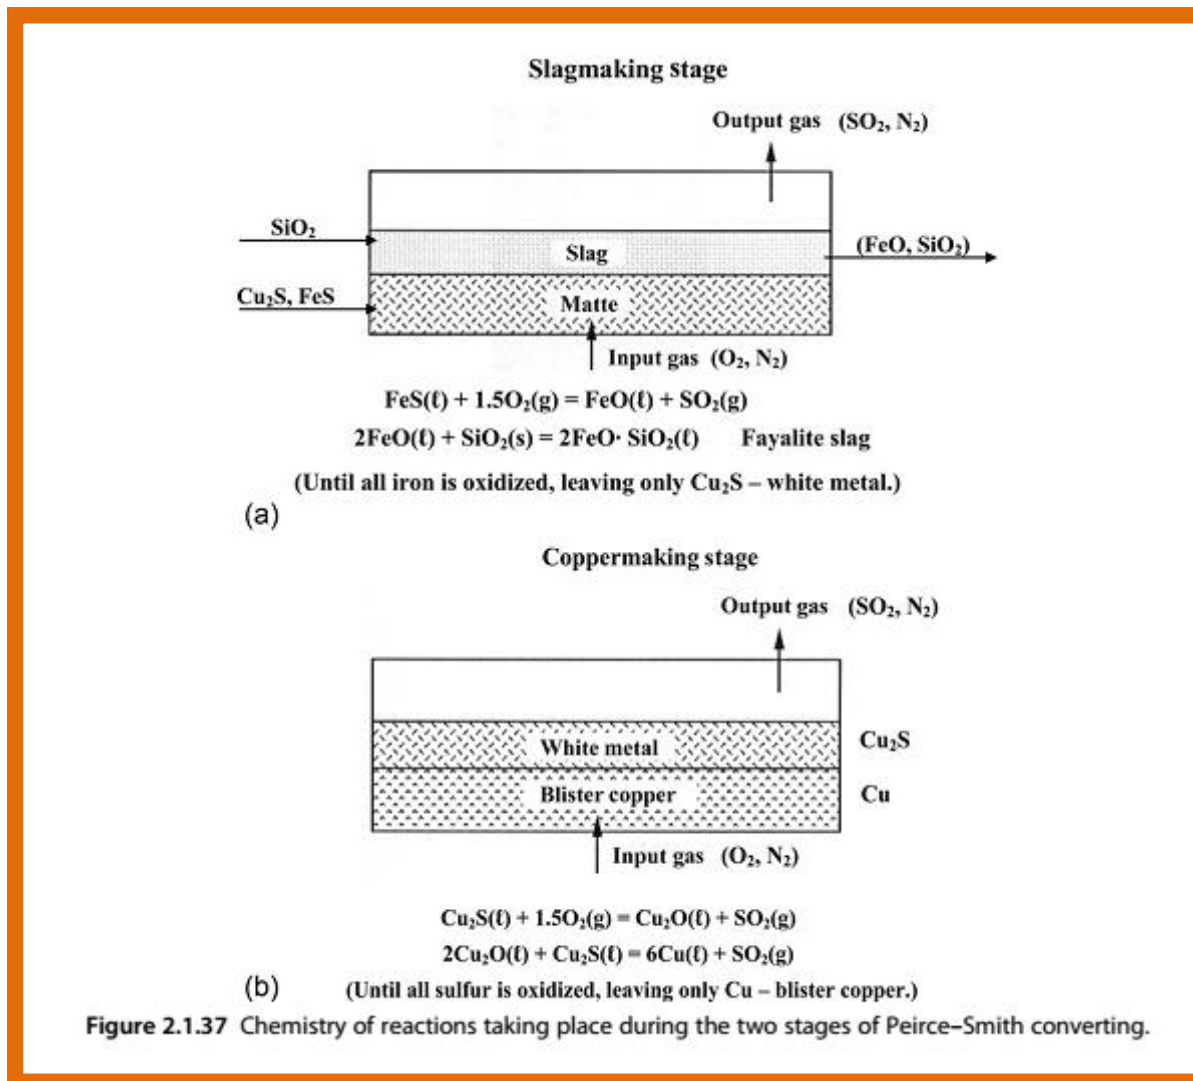 Slagmaking stage
Output gas (SO₂, N₂)
SiO₂
Slag
(FeO, SiO₂)
Cu₂S, FeS
Matte
Input gas (O₂, N₂)
FeS(ℓ) + 1.5O₂(g) = FeO(ℓ) + SO₂(g)
2FeO(ℓ) + SiO₂(s) = 2FeO· SiO₂(ℓ) Fayalite slag
(Until all iron is oxidized, leaving only Cu₂S – white metal.)
(a)
Coppermaking stage
Output gas (SO₂, N₂)
White metal
Cu₂S
Blister copper
Cu
Input gas (O₂, N₂)
Cu₂S(ℓ) + 1.5O₂(g) = Cu₂O(ℓ) + SO₂(g)
2Cu₂O(ℓ) + Cu₂S(ℓ) = 6Cu(ℓ) + SO₂(g)
(b) (Until all sulfur is oxidized, leaving only Cu – blister copper.)
Figure 2.1.37 Chemistry of reactions taking place during the two stages of Peirce–Smith converting.